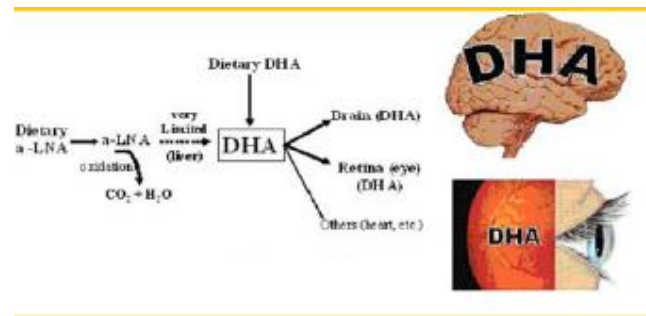 Dietary DHA
Dietary
a-LNA
a-LNA
oxidation
CO₂ + H₂O
very
Limited
(liver)
DHA
Brain (DHA)
Retina (eye)
(DHA)
Others (heart, etc.)
DHA
DHA